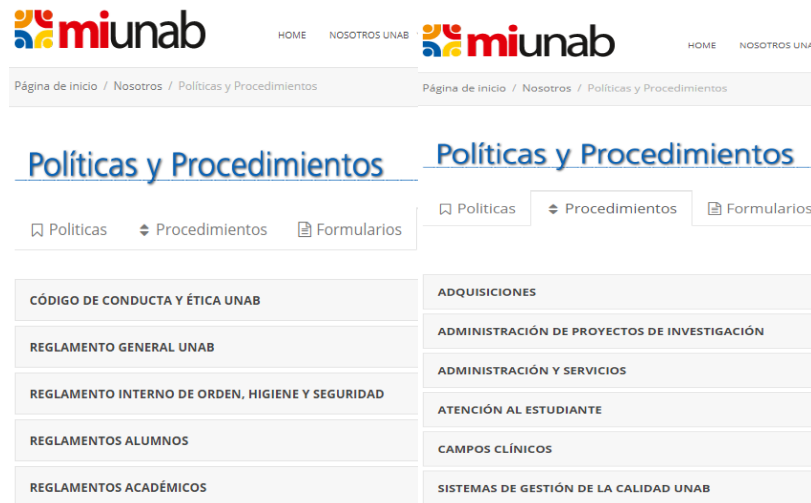 miunab
HOME NOSOTROS UNAB
Página de inicio / Nosotros / Políticas y Procedimientos
Políticas y Procedimientos
Politicas Procedimientos Formularios
CÓDIGO DE CONDUCTA Y ÉTICA UNAB
REGLAMENTO GENERAL UNAB
REGLAMENTO INTERNO DE ORDEN, HIGIENE Y SEGURIDAD
REGLAMENTOS ALUMNOS
REGLAMENTOS ACADÉMICOS
miunab
HOME NOSOTROS UNA
Página de inicio / Nosotros / Políticas y Procedimientos
Políticas y Procedimientos
Politicas Procedimientos Formularios
ADQUISICIONES
ADMINISTRACIÓN DE PROYECTOS DE INVESTIGACIÓN
ADMINISTRACIÓN Y SERVICIOS
ATENCIÓN AL ESTUDIANTE
CAMPOS CLÍNICOS
SISTEMAS DE GESTIÓN DE LA CALIDAD UNAB